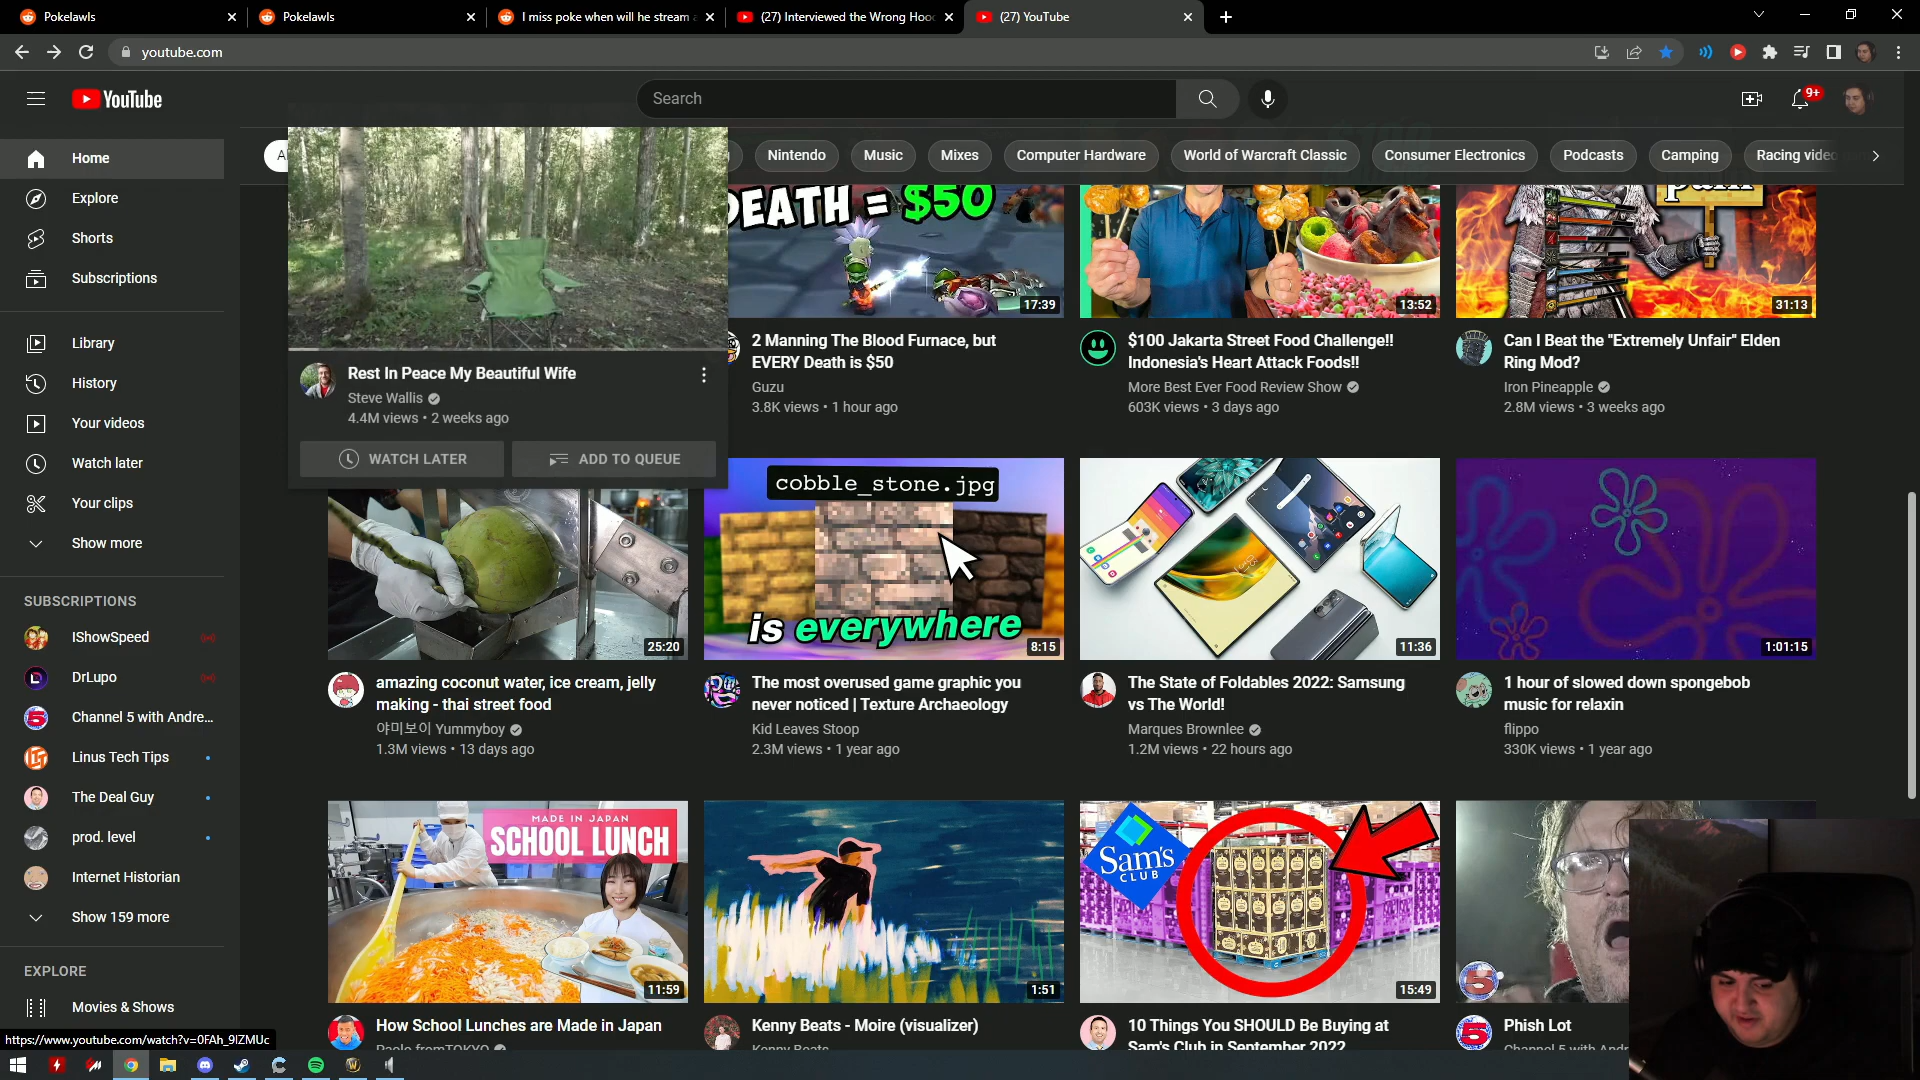 Pokelawls
Pokelawls
I miss poke when will he stream
(27) Interviewed the Wrong Hoo
(27) YouTube
youtube.com
YouTube
Search
9+
Home
Explore
Shorts
Subscriptions
Library
History
Your videos
Watch later
Your clips
Show more
SUBSCRIPTIONS
IShowSpeed
DrLupo
Channel 5 with Andre...
Linus Tech Tips
The Deal Guy
prod. level
Internet Historian
Show 159 more
EXPLORE
Movies & Shows
https://www.youtube.com/watch?v=0FAh_9lZMUc
Nintendo
Music
Mixes
Computer Hardware
World of Warcraft Classic
Consumer Electronics
Podcasts
Camping
Racing video
Rest In Peace My Beautiful Wife
Steve Wallis
4.4M views • 2 weeks ago
WATCH LATER
ADD TO QUEUE
DEATH = $50
17:39
2 Manning The Blood Furnace, but
EVERY Death is $50
Guzu
3.8K views • 1 hour ago
13:52
$100 Jakarta Street Food Challenge!!
Indonesia's Heart Attack Foods!!
More Best Ever Food Review Show
603K views • 3 days ago
31:13
Can I Beat the "Extremely Unfair" Elden
Ring Mod?
Iron Pineapple
2.8M views • 3 weeks ago
25:20
amazing coconut water, ice cream, jelly
making - thai street food
야미보이 Yummyboy
1.3M views • 13 days ago
cobble_stone.jpg
is everywhere
8:15
The most overused game graphic you
never noticed | Texture Archaeology
Kid Leaves Stoop
2.3M views • 1 year ago
11:36
The State of Foldables 2022: Samsung
vs The World!
Marques Brownlee
1.2M views • 22 hours ago
1:01:15
1 hour of slowed down spongebob
music for relaxin
flippo
330K views • 1 year ago
MADE IN JAPAN
SCHOOL LUNCH
11:59
How School Lunches are Made in Japan
Paolo fromTOKYO
1:51
Kenny Beats - Moire (visualizer)
Kenny Beats
Sam's
CLUB
15:49
10 Things You SHOULD Be Buying at
Sam's Club in September 2022
5
Phish Lot
Channel 5 with Andr